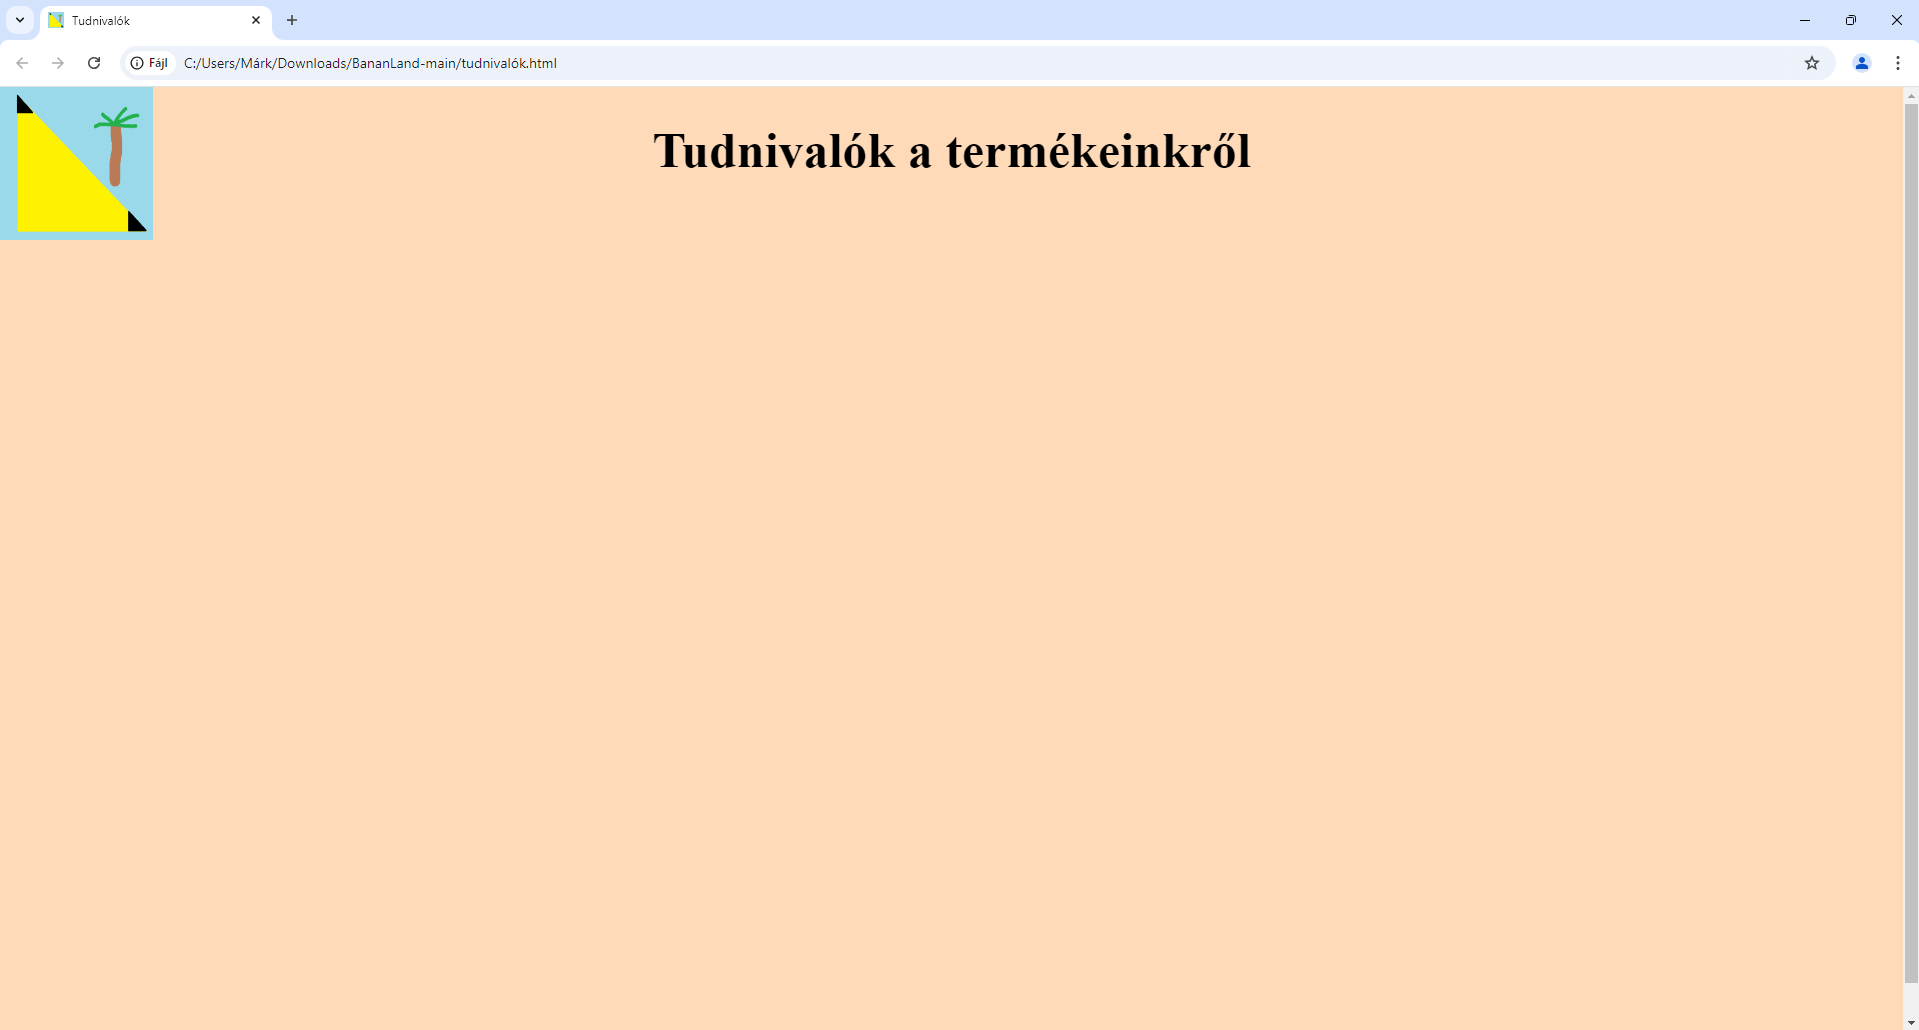 Tudnivalók
Fájl
C:/Users/Márk/Downloads/BananLand-main/tudnivalók.html
Tudnivalók a termékeinkről